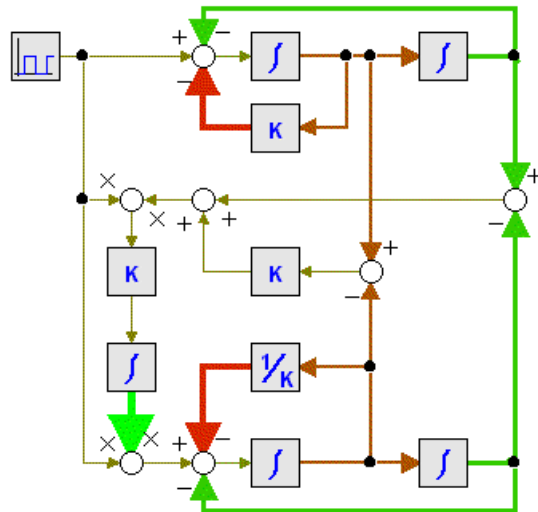 + −
∫ ∫
−
K
× +
× + + −
+
K K −
∫ 1/K
× × + −
∫ ∫
−